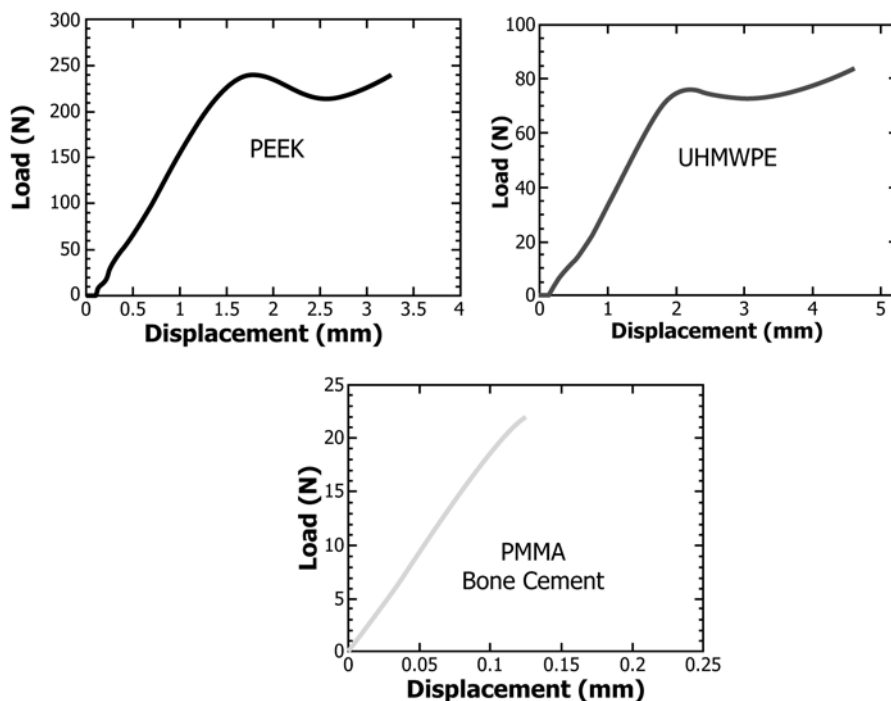 300
250
200
150
100
50
0
Load (N)
PEEK
0 0.5 1 1.5 2 2.5 3 3.5 4
Displacement (mm)
100
80
60
40
20
0
Load (N)
UHMWPE
0 1 2 3 4 5
Displacement (mm)
25
20
15
10
5
0
Load (N)
PMMA
Bone Cement
0 0.05 0.1 0.15 0.2 0.25
Displacement (mm)